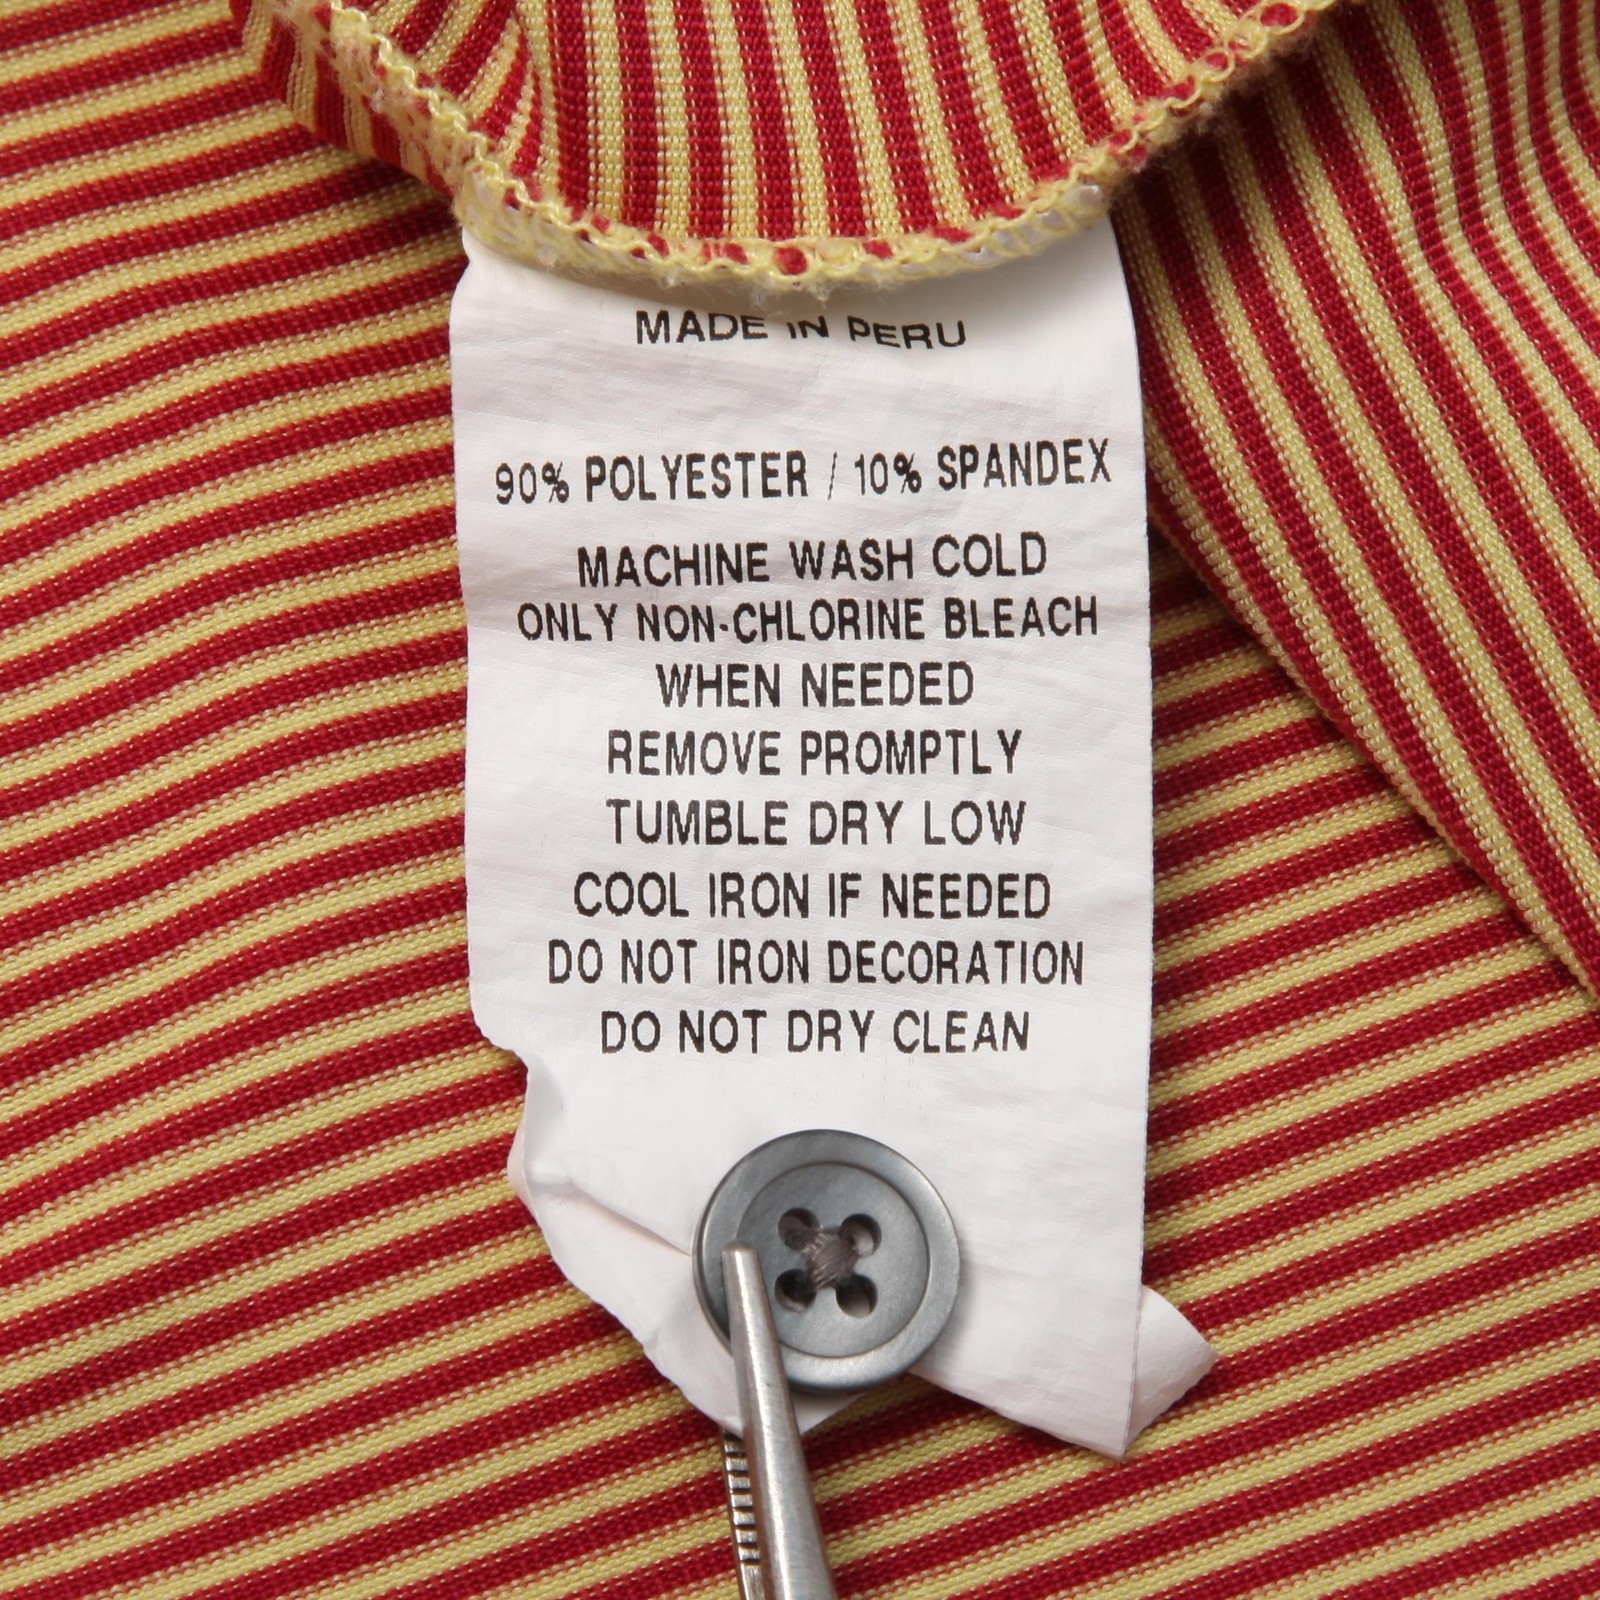 MADE IN PERU
90% POLYESTER / 10% SPANDEX
MACHINE WASH COLD
ONLY NON-CHLORINE BLEACH
WHEN NEEDED
REMOVE PROMPTLY
TUMBLE DRY LOW
COOL IRON IF NEEDED
DO NOT IRON DECORATION
DO NOT DRY CLEAN